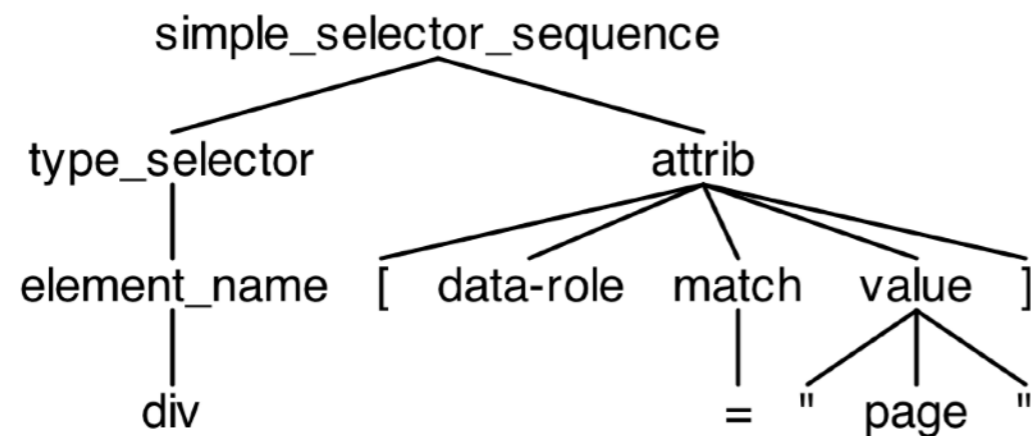 simple_selector_sequence
type_selector attrib
element_name [ data-role match value ]
div = " page "